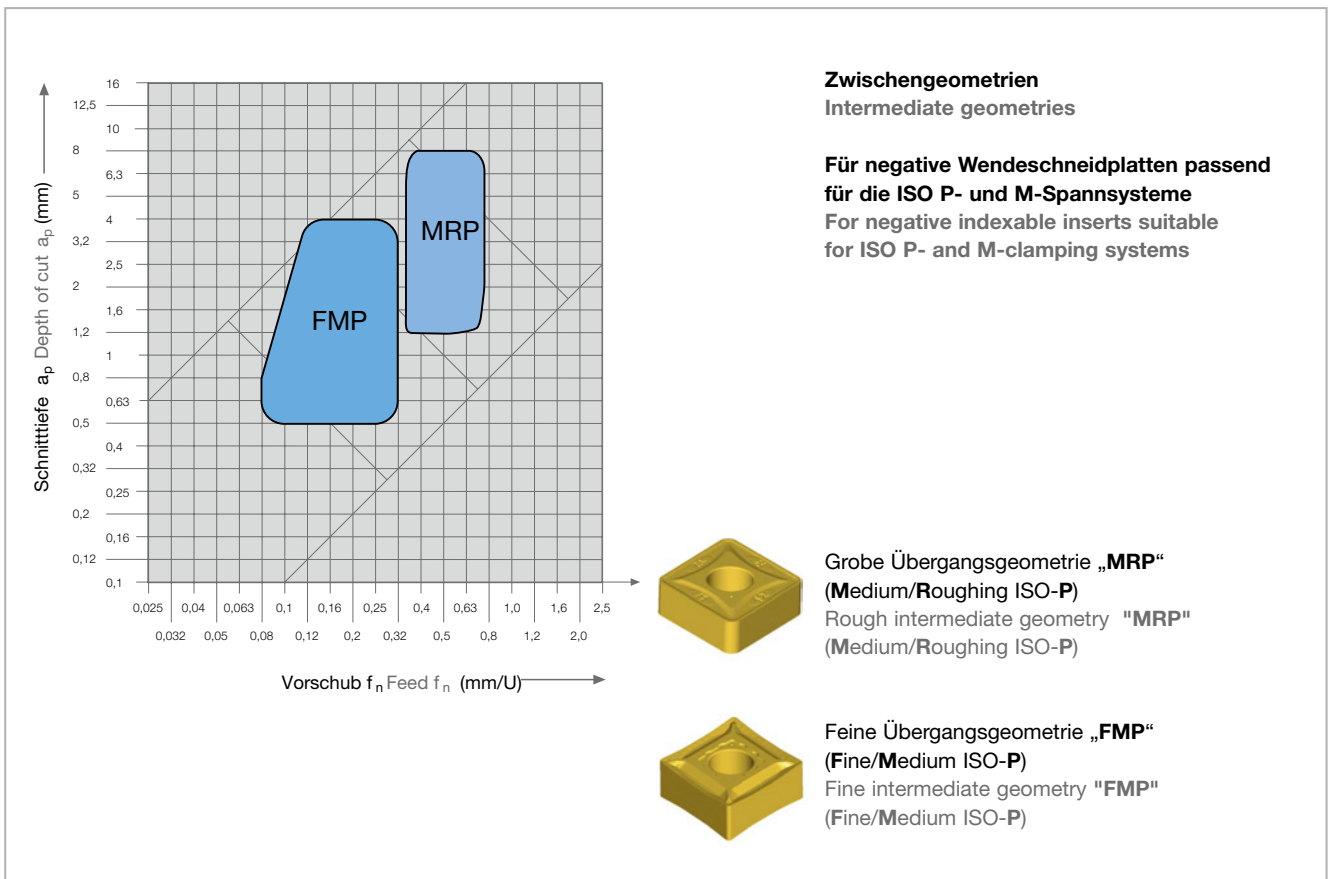 Schnitttiefe aₚ Depth of cut aₚ (mm)
16
12,5
10
8
6,3
5
4
3,2
2,5
2
1,6
1,2
1
0,8
0,63
0,5
0,4
0,32
0,25
0,2
0,16
0,12
0,1
MRP
FMP
0,025 0,04 0,063 0,1 0,16 0,25 0,4 0,63 1,0 1,6 2,5
0,032 0,05 0,08 0,12 0,2 0,32 0,5 0,8 1,2 2,0
Vorschub fₙ Feed fₙ (mm/U)
Zwischengeometrien
Intermediate geometries
Für negative Wendeschneidplatten passend
für die ISO P- und M-Spannsysteme
For negative indexable inserts suitable
for ISO P- and M-clamping systems
Grobe Übergangsgeometrie „MRP“
(Medium/Roughing ISO-P)
Rough intermediate geometry "MRP"
(Medium/Roughing ISO-P)
Feine Übergangsgeometrie „FMP“
(Fine/Medium ISO-P)
Fine intermediate geometry "FMP"
(Fine/Medium ISO-P)